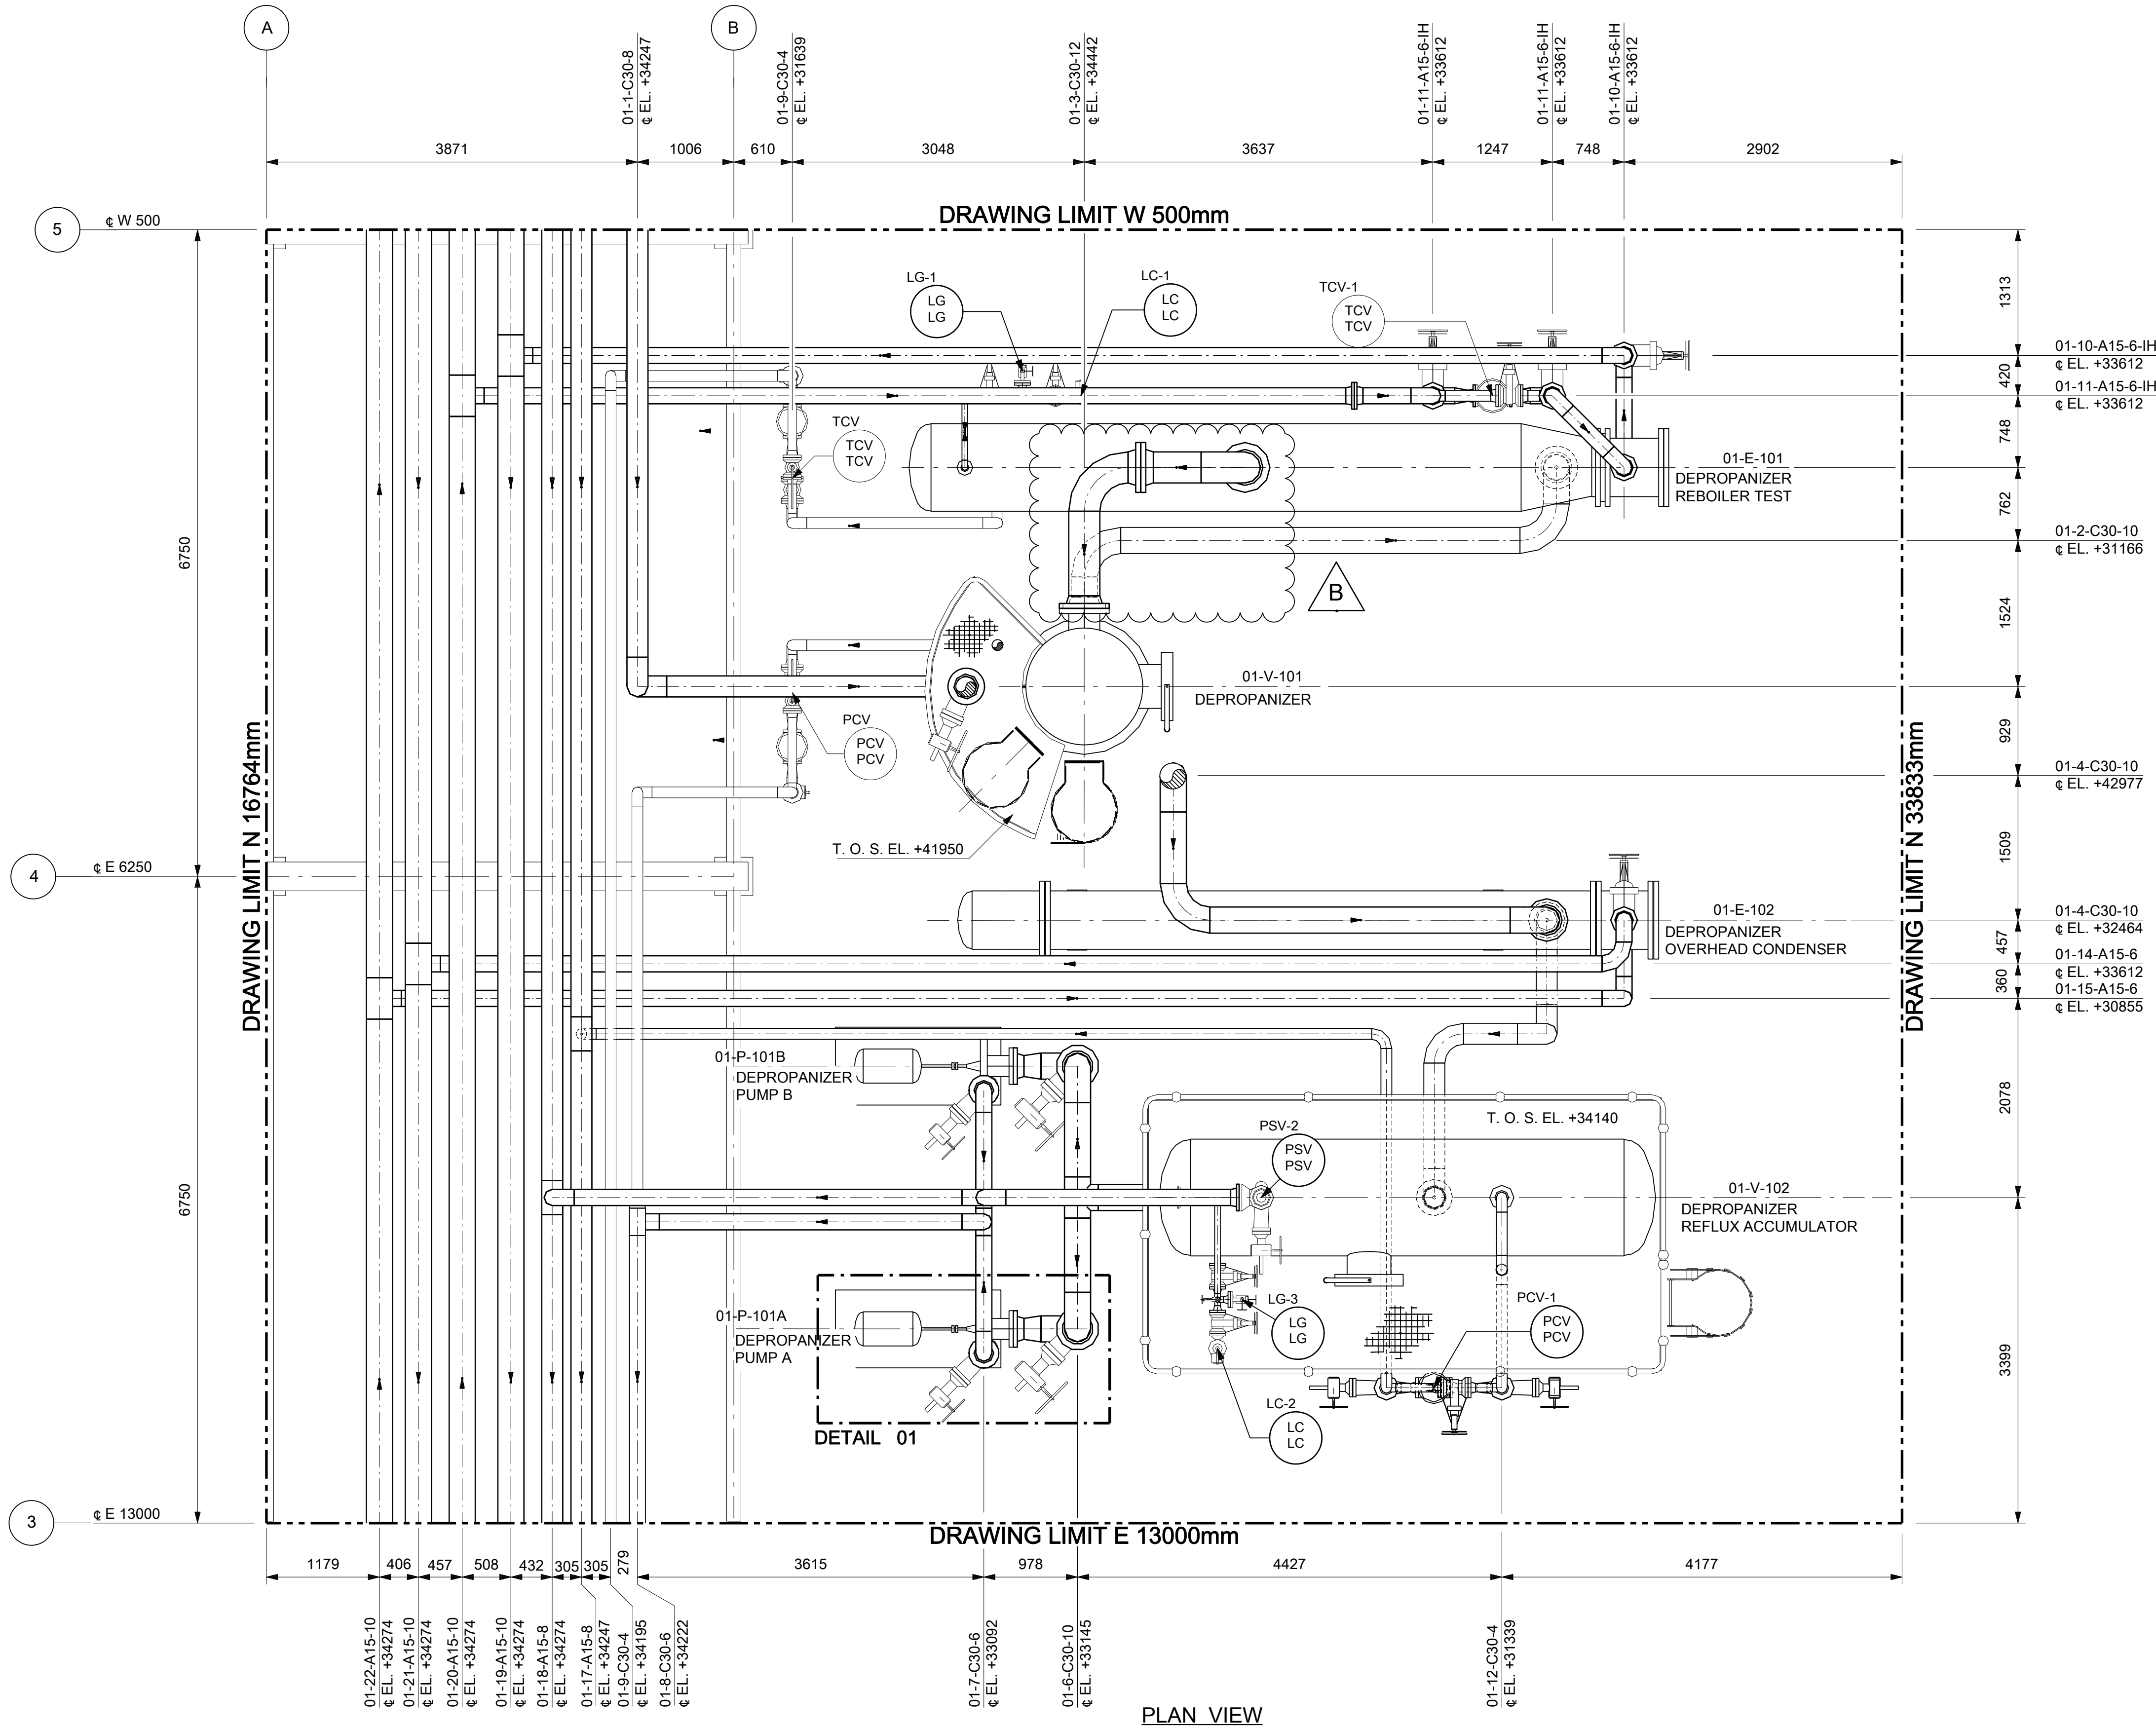 A
B
01-1-C30-8
℄ EL. +34247
01-9-C30-4
℄ EL. +31639
01-3-C30-12
℄ EL. +34442
01-11-A15-6-IH
℄ EL. +33612
01-11-A15-6-IH
℄ EL. +33612
01-10-A15-6-IH
℄ EL. +33612
3871
1006
610
3048
3637
1247
748
2902
DRAWING LIMIT W 500mm
5
℄ W 500
LG-1
LG
LG
LC-1
LC
LC
TCV-1
TCV
TCV
1313
01-10-A15-6-IH
℄ EL. +33612
420
01-11-A15-6-IH
℄ EL. +33612
748
TCV
TCV
TCV
01-E-101
DEPROPANIZER
REBOILER TEST
762
01-2-C30-10
℄ EL. +31166
6750
B
1524
01-V-101
DEPROPANIZER
PCV
PCV
PCV
929
01-4-C30-10
℄ EL. +42977
T. O. S. EL. +41950
1509
DRAWING LIMIT N 16764mm
DRAWING LIMIT N 33833mm
4
℄ E 6250
01-E-102
DEPROPANIZER
OVERHEAD CONDENSER
01-4-C30-10
℄ EL. +32464
457
01-14-A15-6
℄ EL. +33612
360
01-15-A15-6
℄ EL. +30855
01-P-101B
DEPROPANIZER
PUMP B
2078
T. O. S. EL. +34140
PSV-2
PSV
PSV
01-V-102
DEPROPANIZER
REFLUX ACCUMULATOR
6750
01-P-101A
DEPROPANIZER
PUMP A
LG-3
LG
LG
PCV-1
PCV
PCV
3399
LC-2
LC
LC
DETAIL 01
3
℄ E 13000
DRAWING LIMIT E 13000mm
1179
406
457
508
432
305
305
279
3615
978
4427
4177
01-22-A15-10
℄ EL. +34274
01-21-A15-10
℄ EL. +34274
01-20-A15-10
℄ EL. +34274
01-19-A15-10
℄ EL. +34274
01-18-A15-8
℄ EL. +34274
01-17-A15-8
℄ EL. +34247
01-9-C30-4
℄ EL. +34195
01-8-C30-6
℄ EL. +34222
01-7-C30-6
℄ EL. +33092
01-6-C30-10
℄ EL. +33145
01-12-C30-4
℄ EL. +31339
PLAN VIEW